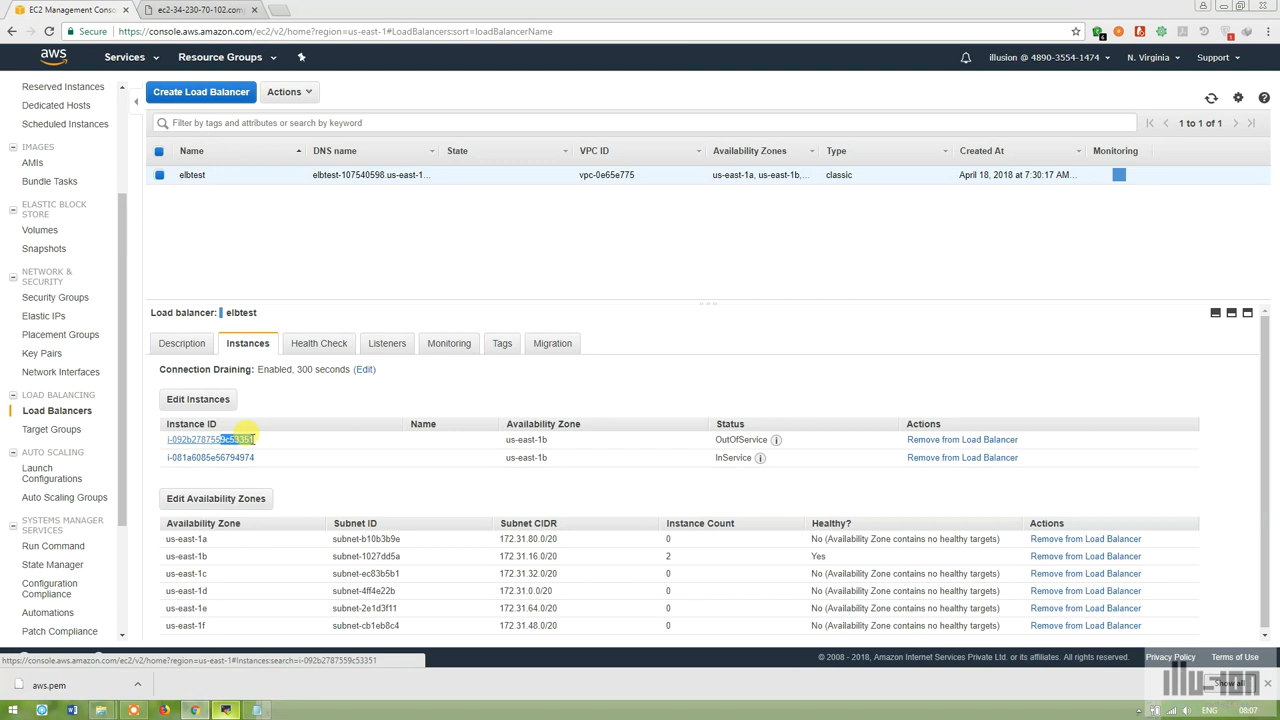 EC2 Management Cons
ec2-34-230-70-102.com
Secure
https://console.aws.amazon.com/ec2/v2/home?region=us-east-1#LoadBalancers:sort=loadBalancerName
aws
Services
Resource Groups
illusion @ 4890-3554-1474
N. Virginia
Support
Reserved Instances
Dedicated Hosts
Scheduled Instances
IMAGES
AMIs
Bundle Tasks
ELASTIC BLOCK
STORE
Volumes
Snapshots
NETWORK &
SECURITY
Security Groups
Elastic IPs
Placement Groups
Key Pairs
Network Interfaces
LOAD BALANCING
Load Balancers
Target Groups
AUTO SCALING
Launch
Configurations
Auto Scaling Groups
SYSTEMS MANAGER
SERVICES
Run Command
State Manager
Configuration
Compliance
Automations
Patch Compliance
Create Load Balancer
Actions
Filter by tags and attributes or search by keyword
1 to 1 of 1
Name DNS name State VPC ID Availability Zones Type Created At Monitoring
elbtest elbtest-107540598.us-east-1... vpc-0e65e775 us-east-1a, us-east-1b,... classic April 18, 2018 at 7:30:17 AM...
Load balancer: elbtest
Description Instances Health Check Listeners Monitoring Tags Migration
Connection Draining: Enabled, 300 seconds (Edit)
Edit Instances
Instance ID Name Availability Zone Status Actions
i-092b2787559c53351 us-east-1b OutOfService Remove from Load Balancer
i-081a6085e56794974 us-east-1b InService Remove from Load Balancer
Edit Availability Zones
Availability Zone Subnet ID Subnet CIDR Instance Count Healthy? Actions
us-east-1a subnet-b10b3b9e 172.31.80.0/20 0 No (Availability Zone contains no healthy targets) Remove from Load Balancer
us-east-1b subnet-1027dd5a 172.31.16.0/20 2 Yes Remove from Load Balancer
us-east-1c subnet-ec83b5b1 172.31.32.0/20 0 No (Availability Zone contains no healthy targets) Remove from Load Balancer
us-east-1d subnet-4ff4e22b 172.31.0.0/20 0 No (Availability Zone contains no healthy targets) Remove from Load Balancer
us-east-1e subnet-2e1d3f11 172.31.64.0/20 0 No (Availability Zone contains no healthy targets) Remove from Load Balancer
us-east-1f subnet-cb1eb8c4 172.31.48.0/20 0 No (Availability Zone contains no healthy targets) Remove from Load Balancer
https://console.aws.amazon.com/ec2/v2/home?region=us-east-1#Instances:search=i-092b2787559c53351
© 2008 - 2018, Amazon Internet Services Private Ltd. or its affiliates. All rights reserved.
Privacy Policy
Terms of Use
aws.pem
Show all
ENG
08:07